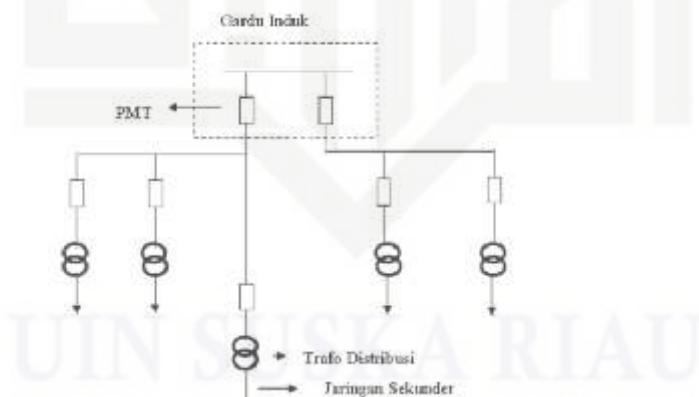 Gardu Induk
PMT
UIN SUSKA RIAU
Trafo Distribusi
Jaringan Sekunder